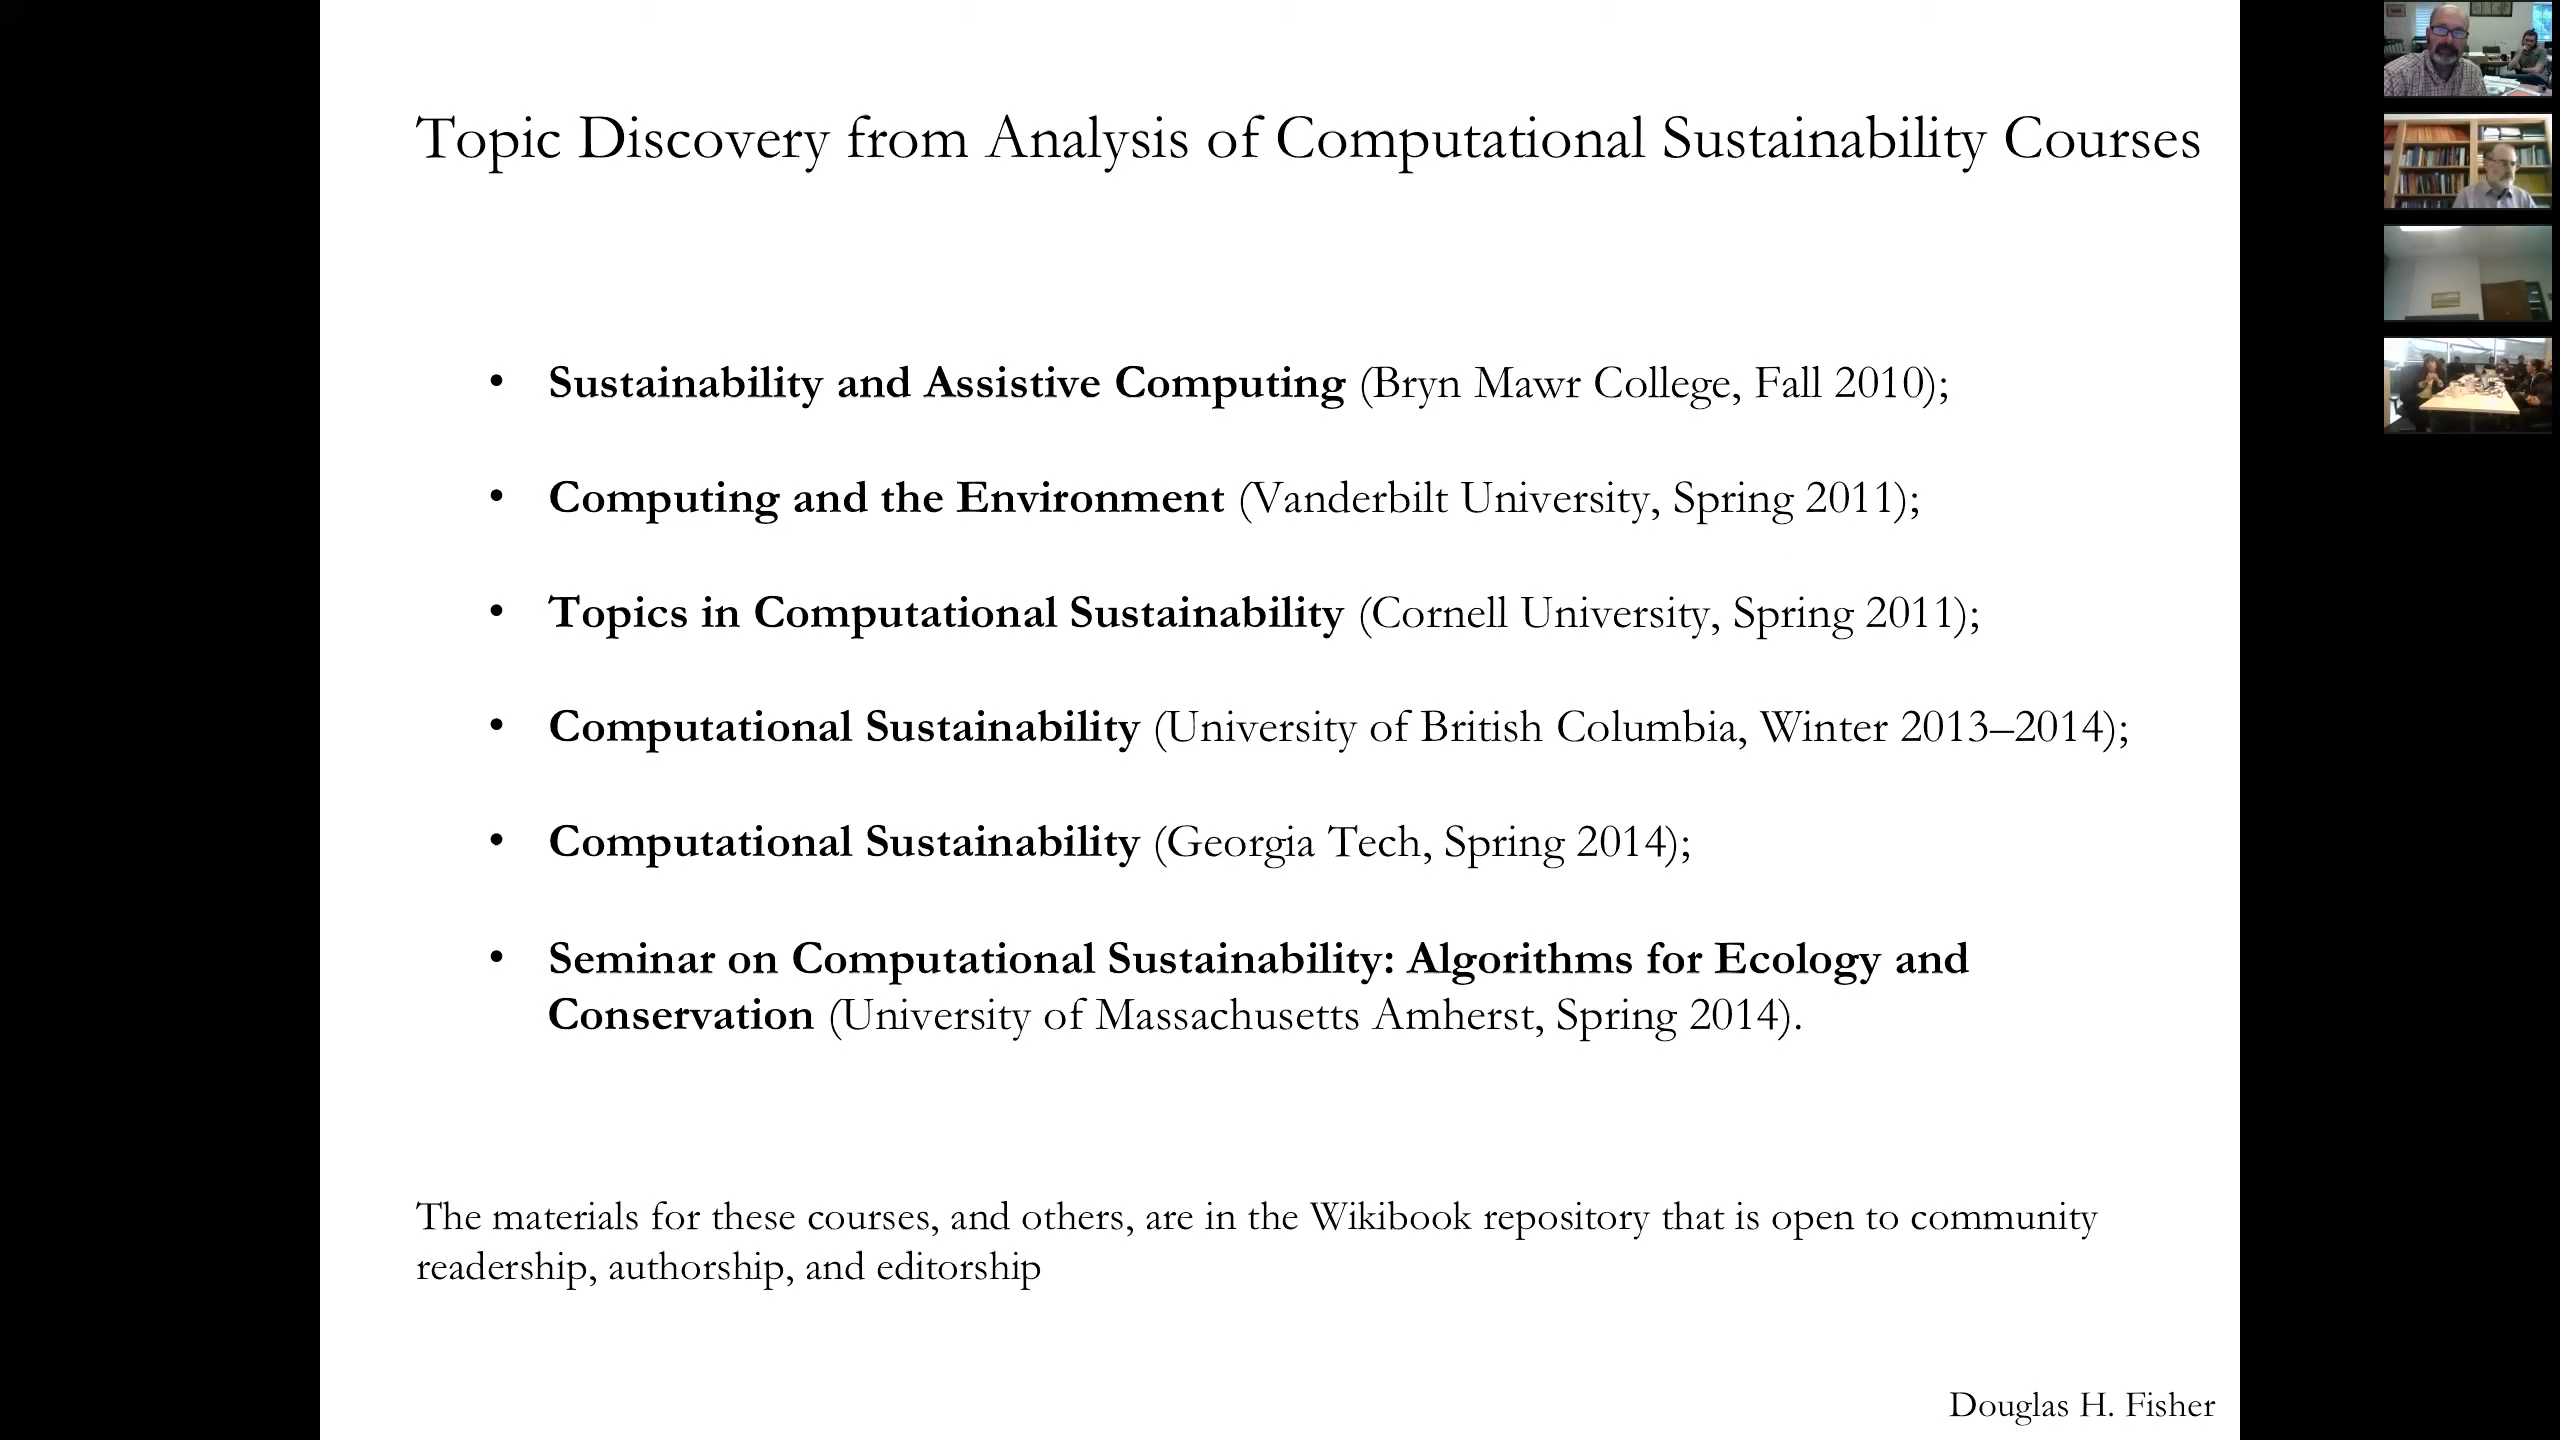 Topic Discovery from Analysis of Computational Sustainability Courses
• Sustainability and Assistive Computing (Bryn Mawr College, Fall 2010);
• Computing and the Environment (Vanderbilt University, Spring 2011);
• Topics in Computational Sustainability (Cornell University, Spring 2011);
• Computational Sustainability (University of British Columbia, Winter 2013–2014);
• Computational Sustainability (Georgia Tech, Spring 2014);
• Seminar on Computational Sustainability: Algorithms for Ecology and
Conservation (University of Massachusetts Amherst, Spring 2014).
The materials for these courses, and others, are in the Wikibook repository that is open to community
readership, authorship, and editorship
Douglas H. Fisher